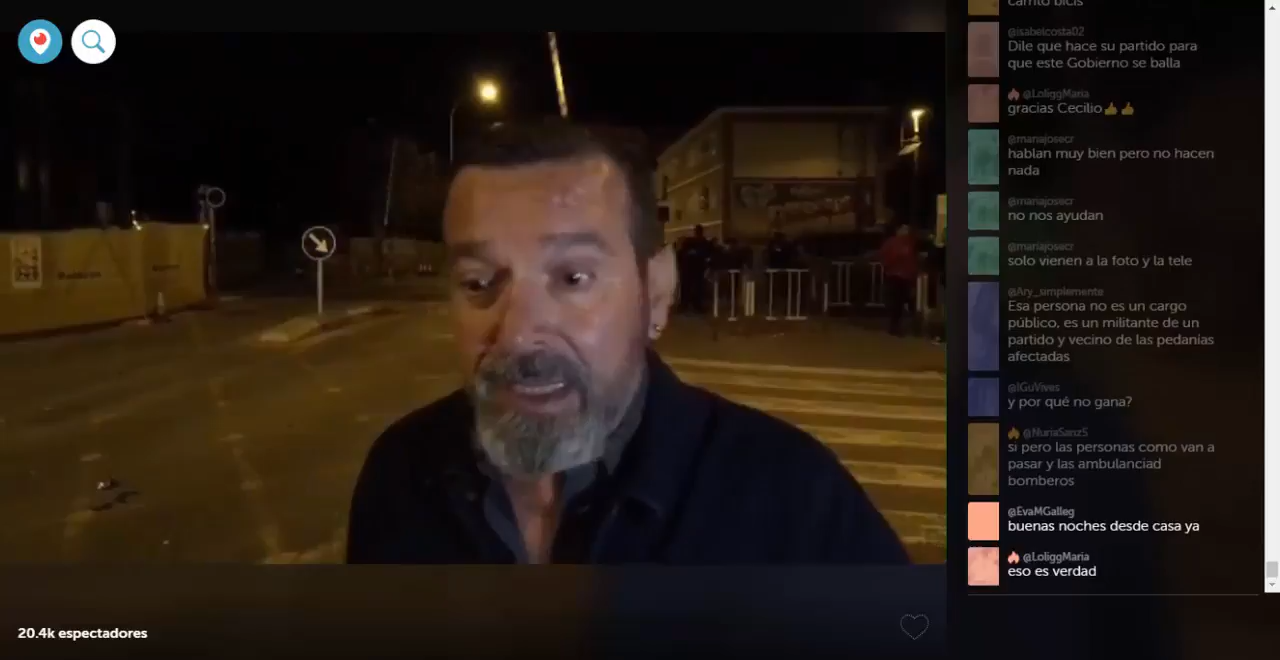 carrito bicis
@isabelcosta02
Dile que hace su partido para
que este Gobierno se balla
@LoliggMaria
gracias Cecilio👍👍
@mariajosecr
hablan muy bien pero no hacen
nada
@mariajosecr
no nos ayudan
@mariajosecr
solo vienen a la foto y la tele
@Ary_simplemente
Esa persona no es un cargo
público, es un militante de un
partido y vecino de las pedanías
afectadas
@IGuVives
y por qué no gana?
@NuriaSanz5
si pero las personas como van a
pasar y las ambulanciad
bomberos
@EvaMGalleg
buenas noches desde casa ya
@LoliggMaria
eso es verdad
20.4k espectadores